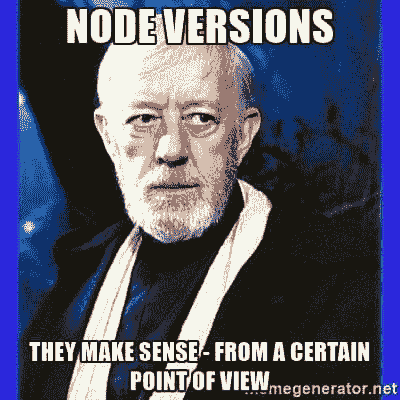 NODE VERSIONS
THEY MAKE SENSE - FROM A CERTAIN
POINT OF VIEW
memegenerator.net